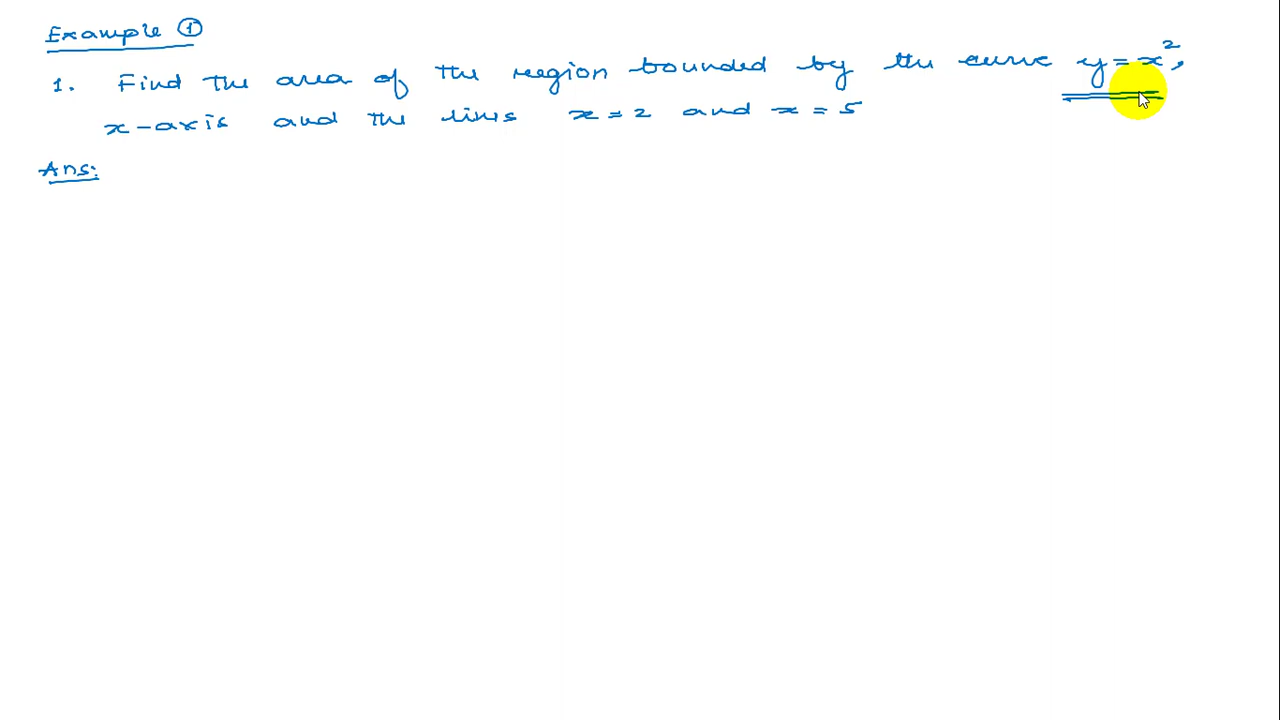 Example ①
1. Find the area of the region bounded by the curve y = x²,
x-axis and the lines x = 2 and x = 5
Ans: